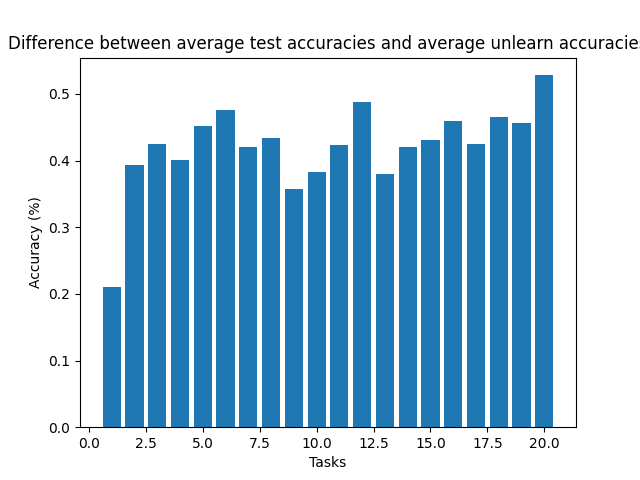 Difference between average test accuracies and average unlearn accuracies
0.5
0.4
0.3
0.2
0.1
0.0
Accuracy (%)
0.0 2.5 5.0 7.5 10.0 12.5 15.0 17.5 20.0
Tasks